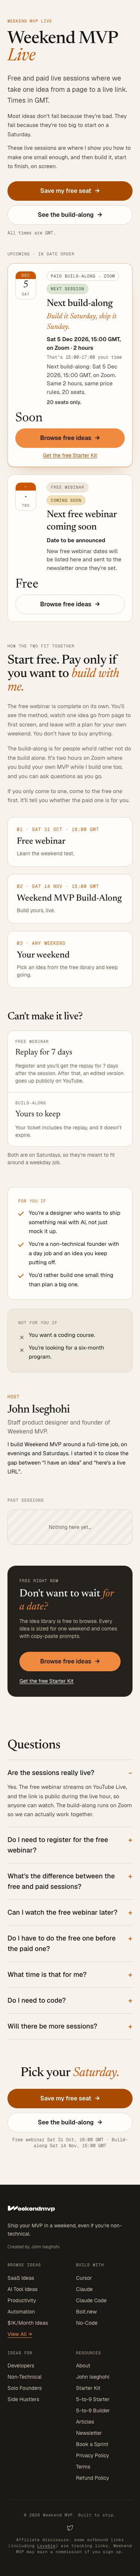 WEEKEND MVP LIVE
Weekend MVP
Live
Free and paid live sessions where we
take one idea from a page to a live link.
Times in GMT.
Most ideas don't fail because they're bad. They
fail because they're too big to start on a
Saturday.
These live sessions are where I show you how to
make one small enough, then build it, start
to finish, on screen.
Save my free seat →
See the build-along →
All times are GMT.
UPCOMING · IN DATE ORDER
DEC
5
SAT
PAID BUILD-ALONG · ZOOM
NEXT SESSION
Next build-along
Build it Saturday, ship it
Sunday.
Sat 5 Dec 2026, 15:00 GMT,
on Zoom · 2 hours
That's 15:00–17:00 your time
Next build-along: Sat 5 Dec
2026, 15:00 GMT, on Zoom.
Same 2 hours, same price
rules, 20 seats.
20 seats only.
Soon
Browse free ideas →
Get the free Starter Kit
TBD
FREE WEBINAR
COMING SOON
Next free webinar
coming soon
Date to be announced
New free webinar dates will
be listed here and sent to the
newsletter once they're set.
Free
Browse free ideas →
HOW THE TWO FIT TOGETHER
Start free. Pay only if
you want to build with
me.
The free webinar is complete on its own. You'll
see the method, watch one idea go from page to
plan, and leave knowing how to pick your own
weekend. You don't have to buy anything.
The build-along is for people who'd rather not do
the build alone. It's two hours on Zoom where
you build your own MVP while I build one too,
and you can ask questions as we go.
If you only come to one, come to the free one
first. It'll tell you whether the paid one is for you.
01 · SAT 31 OCT · 18:00 GMT
Free webinar
Learn the weekend test.
02 · SAT 14 NOV · 15:00 GMT
Weekend MVP Build-Along
Build yours, live.
03 · ANY WEEKEND
Your weekend
Pick an idea from the free library and keep
going.
Can't make it live?
FREE WEBINAR
Replay for 7 days
Register and you'll get the replay for 7 days
after the session. After that, an edited version
goes up publicly on YouTube.
BUILD-ALONG
Yours to keep
Your ticket includes the replay, and it doesn't
expire.
Both are on Saturdays, so they're meant to fit
around a weekday job.
FOR YOU IF
You're a designer who wants to ship
something real with AI, not just
mock it up.
You're a non-technical founder with
a day job and an idea you keep
putting off.
You'd rather build one small thing
than plan a big one.
NOT FOR YOU IF
You want a coding course.
You're looking for a six-month
program.
HOST
John Iseghohi
Staff product designer and founder of
Weekend MVP.
I build Weekend MVP around a full-time job, on
evenings and Saturdays. I started it to close the
gap between "I have an idea" and "here's a live
URL".
PAST SESSIONS
Nothing here yet...
FREE RIGHT NOW
Don't want to wait for
a date?
The idea library is free to browse. Every
idea is sized for one weekend and comes
with copy-paste prompts.
Browse free ideas →
Get the free Starter Kit
Questions
Are the sessions really live?
Yes. The free webinar streams on YouTube Live,
and the link is public during the live hour, so
anyone can watch. The build-along runs on Zoom
so we can actually work together.
Do I need to register for the free
webinar?
What's the difference between the
free and paid sessions?
Can I watch the free webinar later?
Do I have to do the free one before
the paid one?
What time is that for me?
Do I need to code?
Will there be more sessions?
Pick your Saturday.
Save my free seat →
See the build-along →
Free webinar Sat 31 Oct, 18:00 GMT · Build-
along Sat 14 Nov, 15:00 GMT
Weekendmvp
Ship your MVP in a weekend, even if you're non-
technical.
Created by John Iseghohi
BROWSE IDEAS
SaaS Ideas
AI Tool Ideas
Productivity
Automation
$1K/Month Ideas
View All →
BUILD WITH
Cursor
Claude
Claude Code
Bolt.new
No-Code
IDEAS FOR
Developers
Non-Technical
Solo Founders
Side Hustlers
RESOURCES
About
John Iseghohi
Starter Kit
5-to-9 Starter
5-to-9 Builder
Articles
Newsletter
Book a Sprint
Privacy Policy
Terms
Refund Policy
© 2026 Weekend MVP. Built to ship.
Affiliate disclosure: some outbound links
(including Lovable) are tracking links. Weekend
MVP may earn a commission if you sign up.